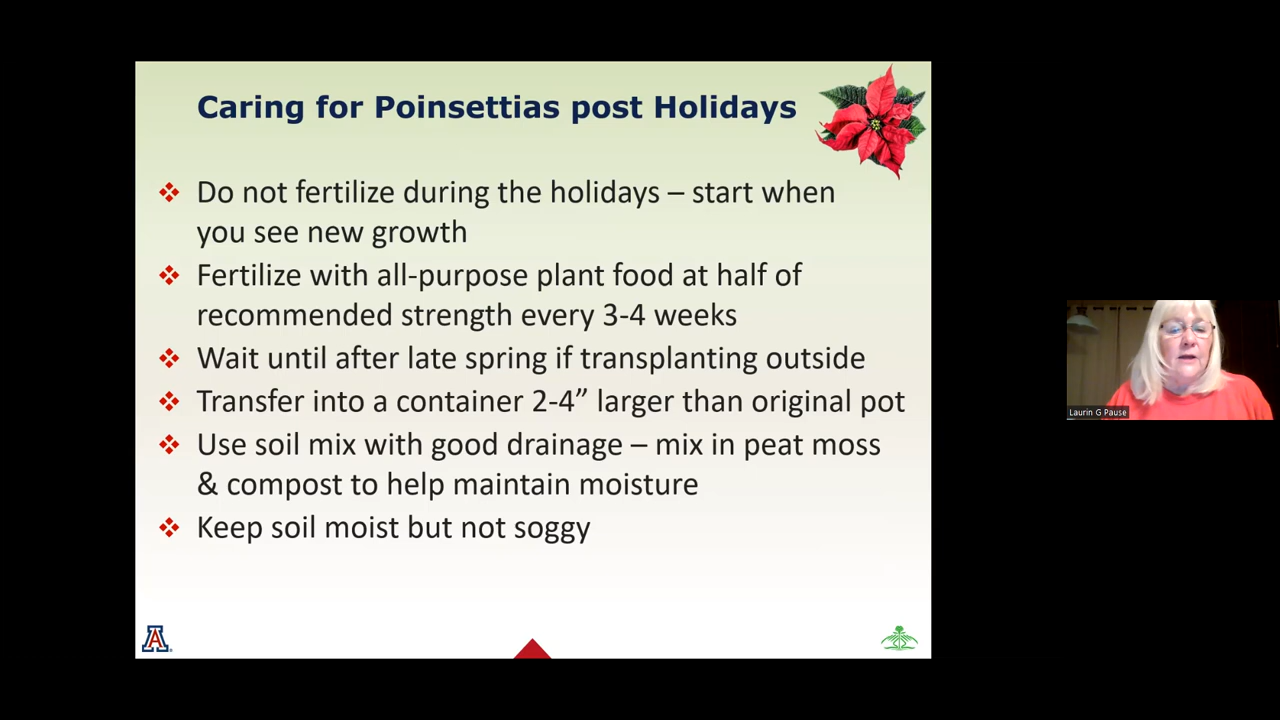 Caring for Poinsettias post Holidays
❖ Do not fertilize during the holidays – start when
you see new growth
❖ Fertilize with all-purpose plant food at half of
recommended strength every 3-4 weeks
❖ Wait until after late spring if transplanting outside
❖ Transfer into a container 2-4” larger than original pot
❖ Use soil mix with good drainage – mix in peat moss
& compost to help maintain moisture
❖ Keep soil moist but not soggy
Laurin G Pause
A